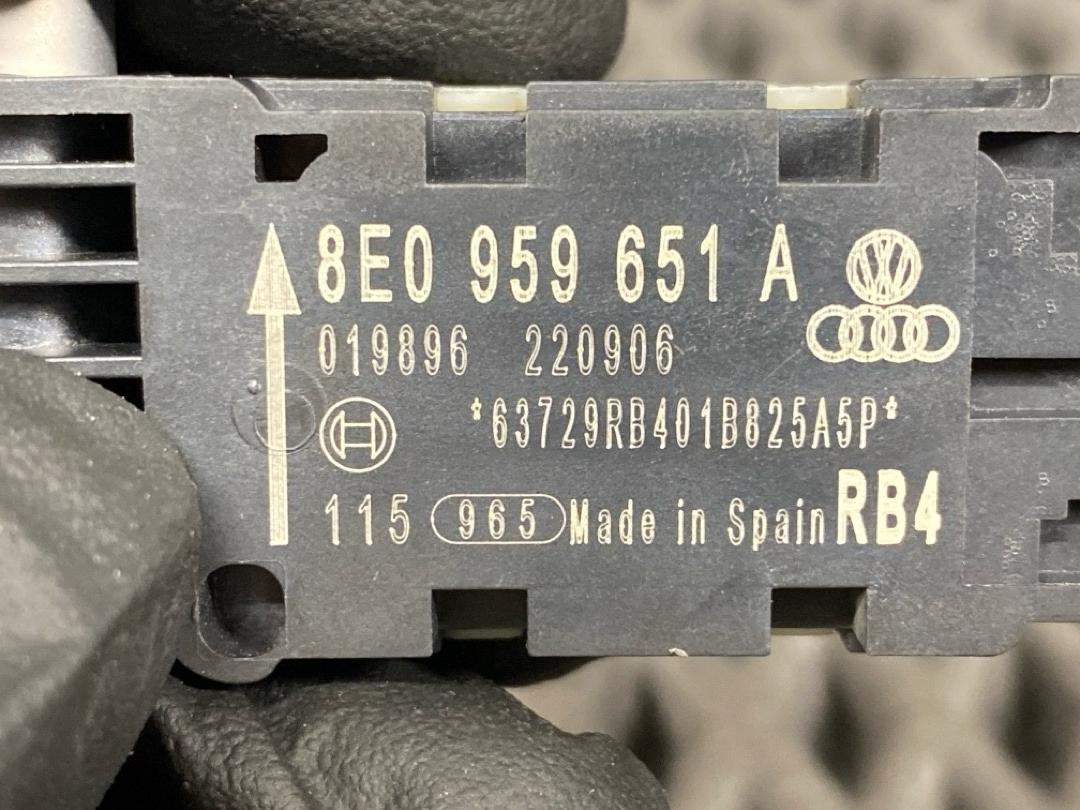 8E0 959 651 A
019896 220906
*63729RB401B825A5P*
115 965 Made in Spain RB4